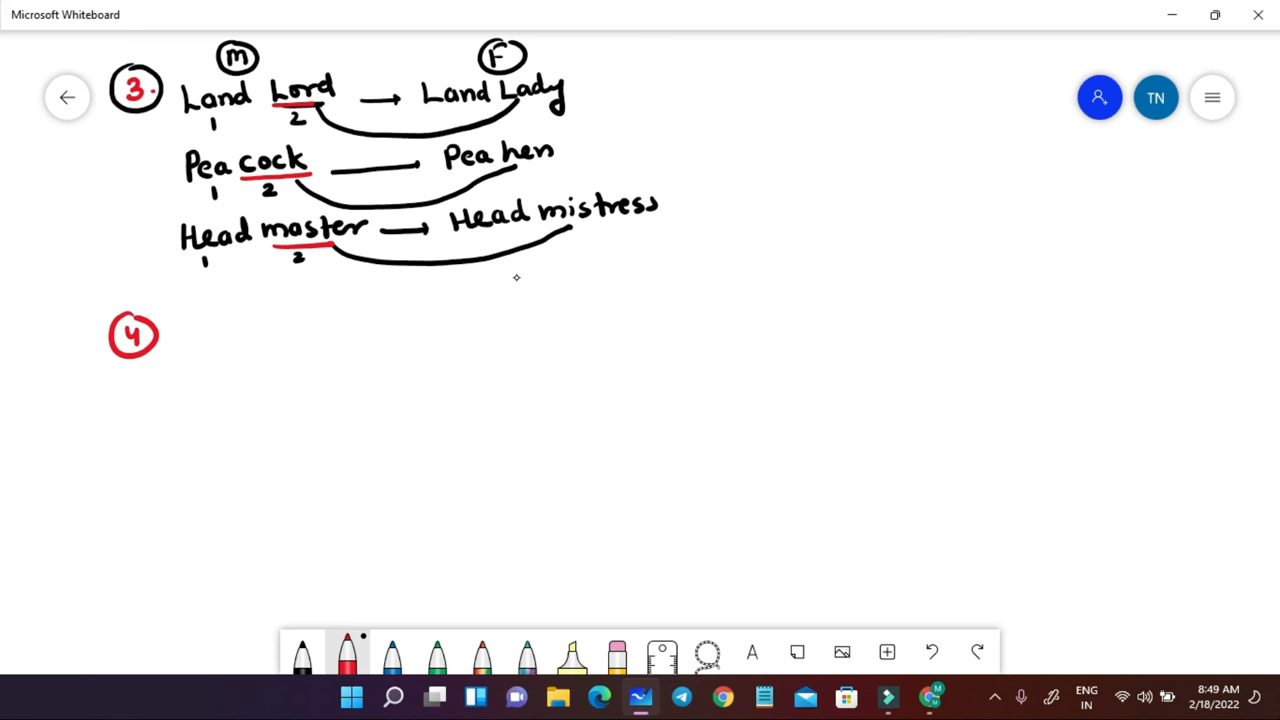 Microsoft Whiteboard
M F
3. Land Lord → Land Lady
1 2
TN
Pea cock → Pea hen
1 2
Head master → Head mistress
1 2
4
A
ENG
IN
8:49 AM
2/18/2022